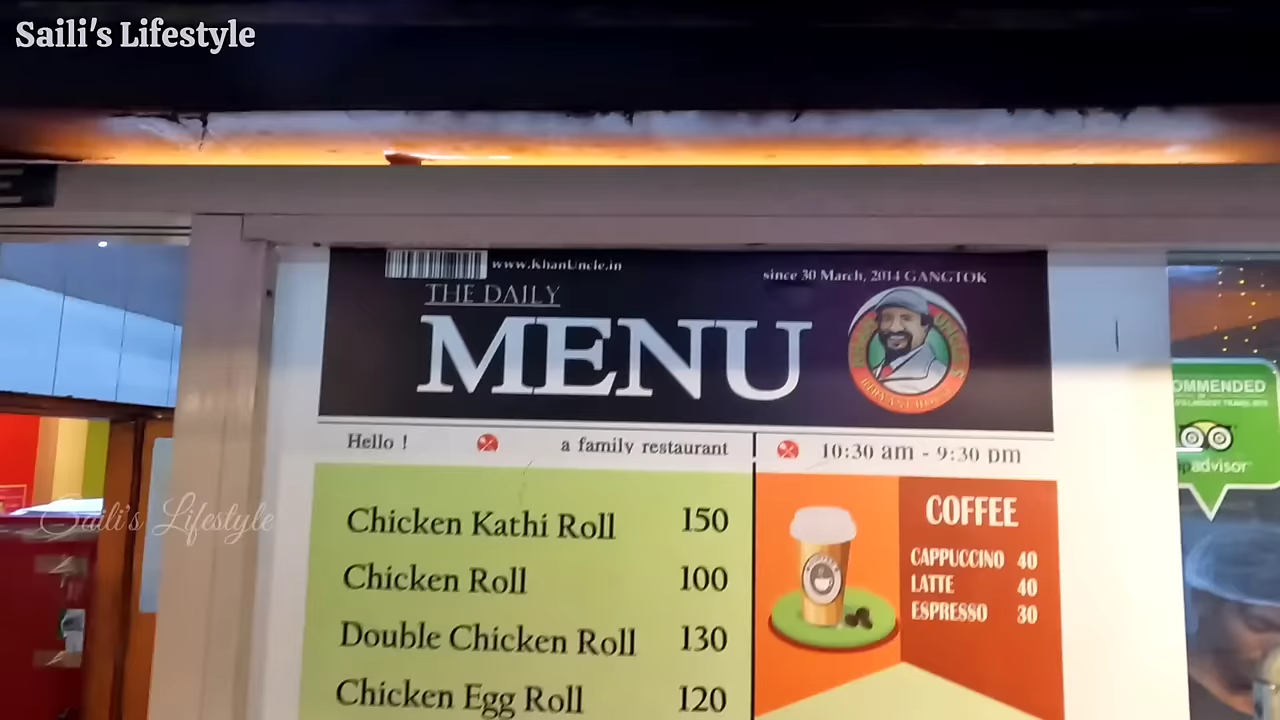 Saili's Lifestyle
www.KhanUncle.in
since 30 March, 2014 GANGTOK
THE DAILY
MENU
Hello !
a family restaurant
10:30 am - 9:30 pm
Chicken Kathi Roll 150
Chicken Roll 100
Double Chicken Roll 130
Chicken Egg Roll 120
COFFEE
CAPPUCCINO 40
LATTE 40
ESPRESSO 30
OMMENDED
padvisor
Saili's Lifestyle